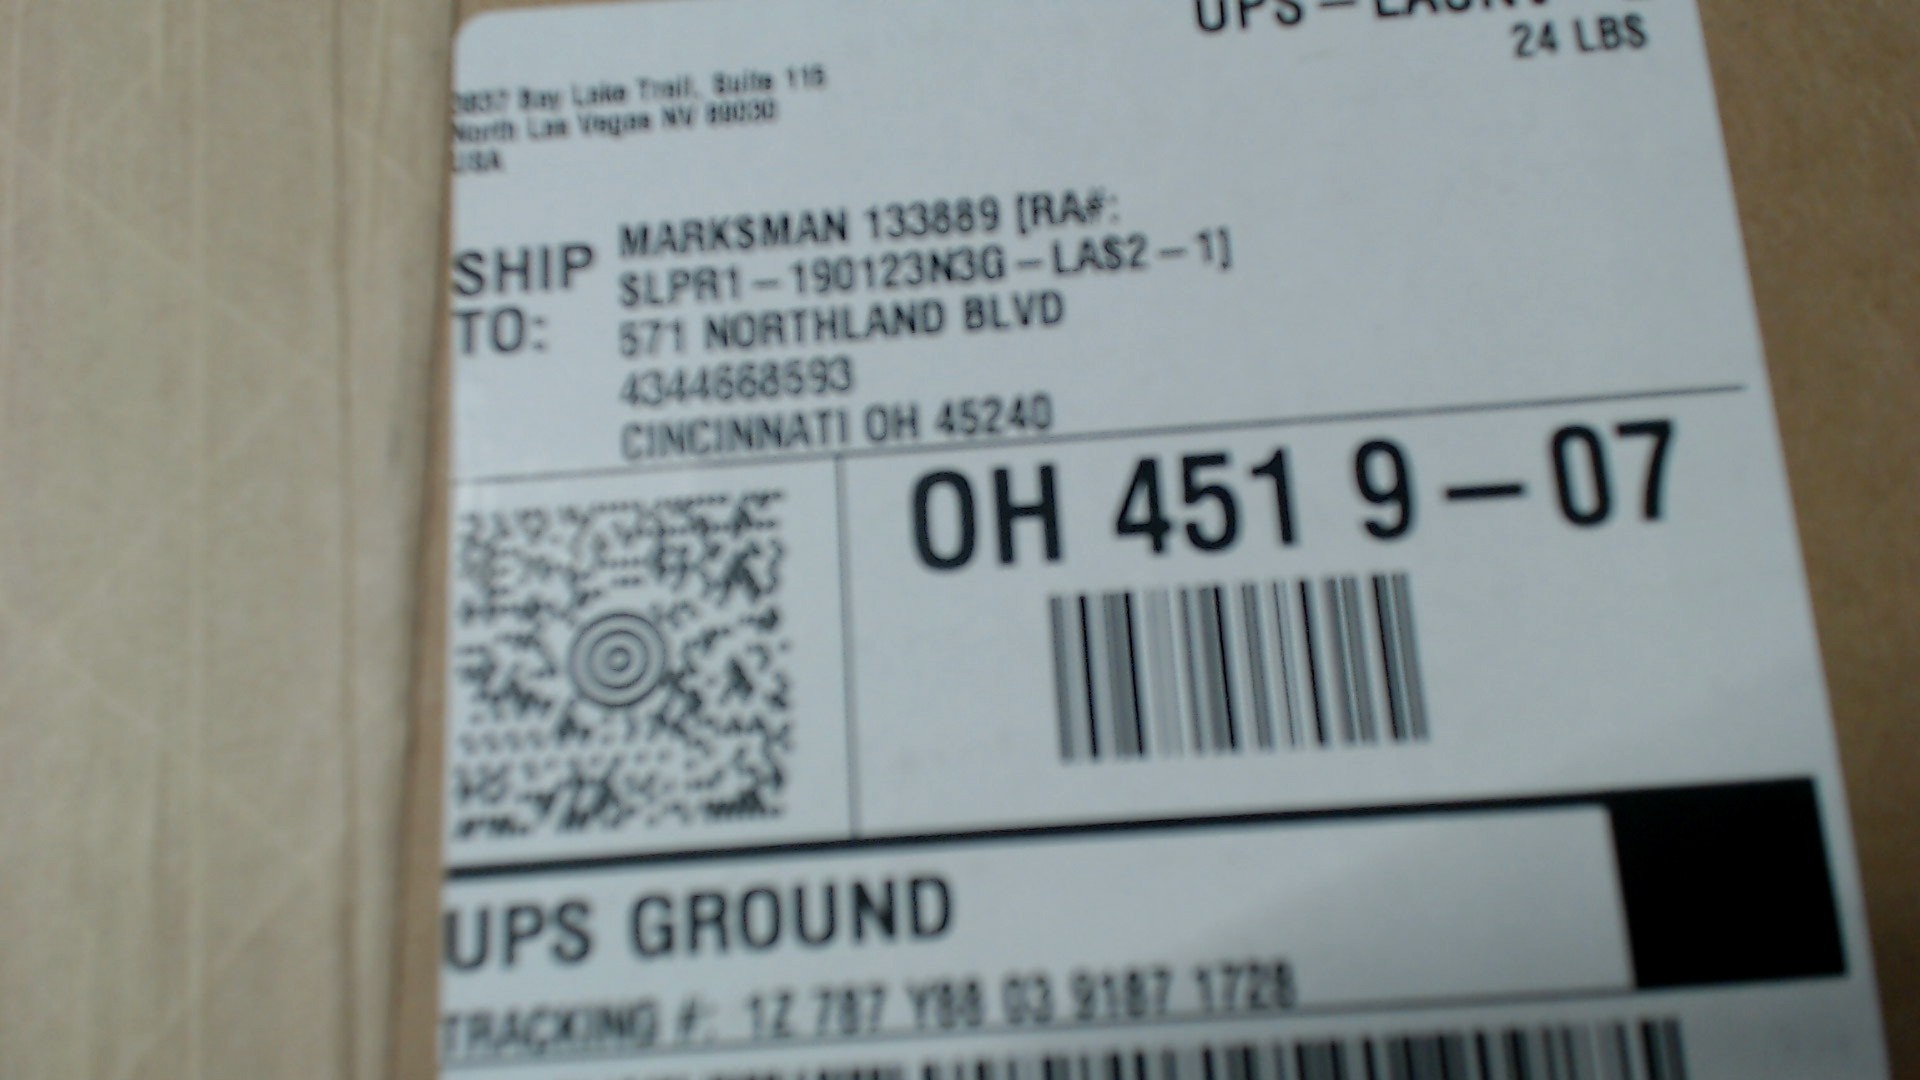 24 LBS
Bay Lake Trail, Suite 115
North Las Vegas NV 89030
USA
SHIP TO:
MARKSMAN 133889 [RA#:
SLPR1-190123N3G-LAS2-1]
571 NORTHLAND BLVD
4344668593
CINCINNATI OH 45240
OH 451 9-07
UPS GROUND
TRACKING #: 1Z 787 Y88 03 9187 1728